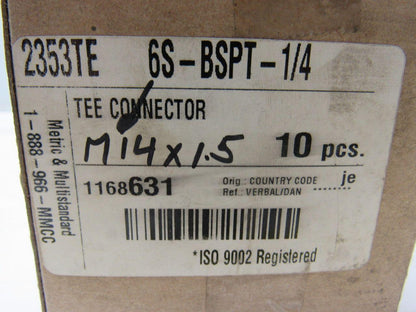 2353TE 6S-BSPT-1/4
TEE CONNECTOR
M14x1.5 10 pcs.
1168631
Orig.: COUNTRY CODE je
Ref.: VERBAL/DAN
*ISO 9002 Registered
Metric & Multistandard
1-888-966-MMCC